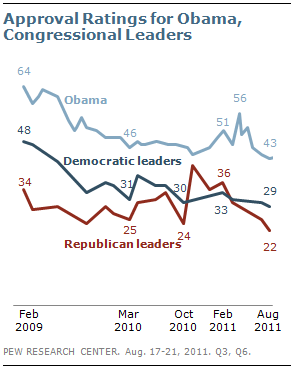 Approval Ratings for Obama,
Congressional Leaders
64
Obama
56
51
48
46
43
Democratic leaders
34
31
30
36
29
33
25
24
Republican leaders
22
Feb 2009
Mar 2010
Oct 2010
Feb 2011
Aug 2011
PEW RESEARCH CENTER. Aug. 17-21, 2011. Q3, Q6.